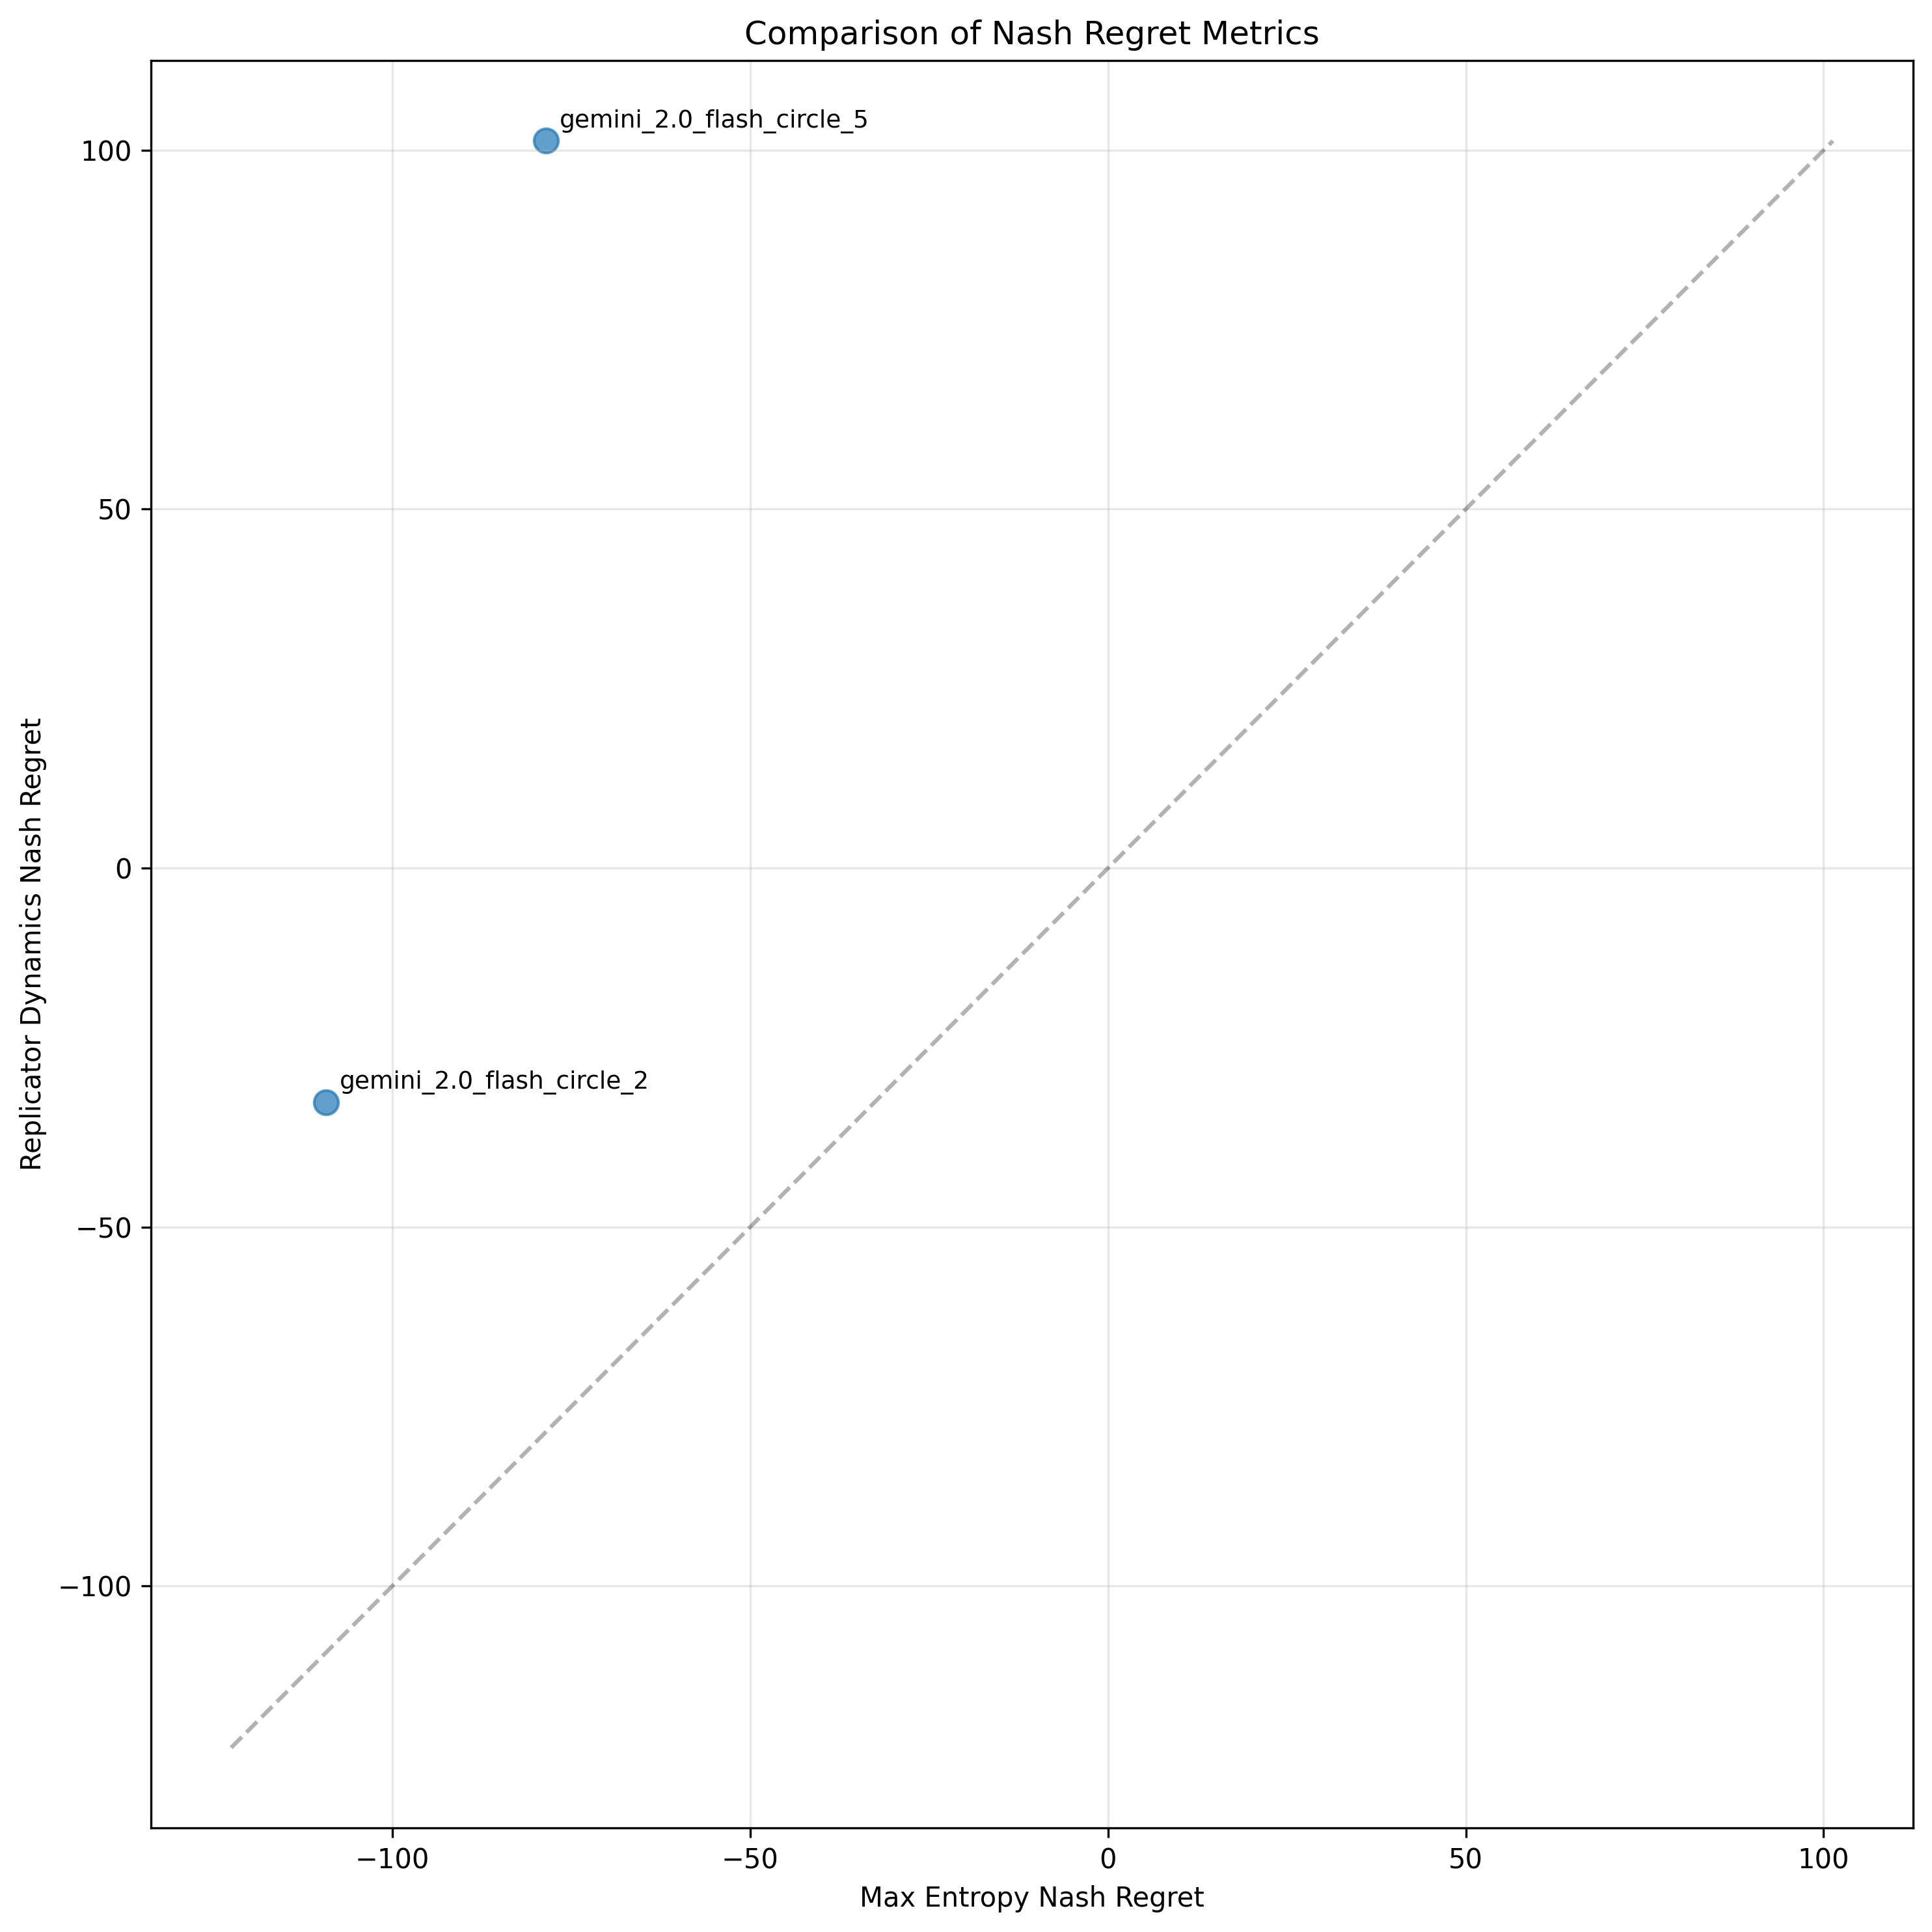 Comparison of Nash Regret Metrics
gemini_2.0_flash_circle_5
gemini_2.0_flash_circle_2
Replicator Dynamics Nash Regret
100
50
0
−50
−100
−100
−50
0
50
100
Max Entropy Nash Regret